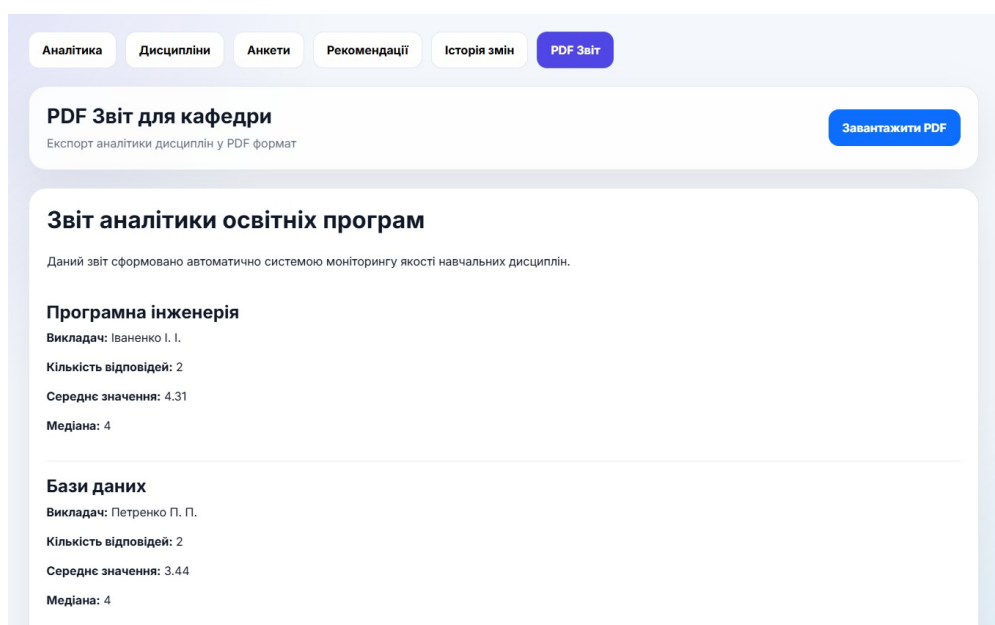 Аналітика Дисципліни Анкети Рекомендації Історія змін PDF Звіт
PDF Звіт для кафедри
Експорт аналітики дисциплін у PDF формат
Завантажити PDF
Звіт аналітики освітніх програм
Даний звіт сформовано автоматично системою моніторингу якості навчальних дисциплін.
Програмна інженерія
Викладач: Іваненко І. І.
Кількість відповідей: 2
Середнє значення: 4.31
Медіана: 4
Бази даних
Викладач: Петренко П. П.
Кількість відповідей: 2
Середнє значення: 3.44
Медіана: 4